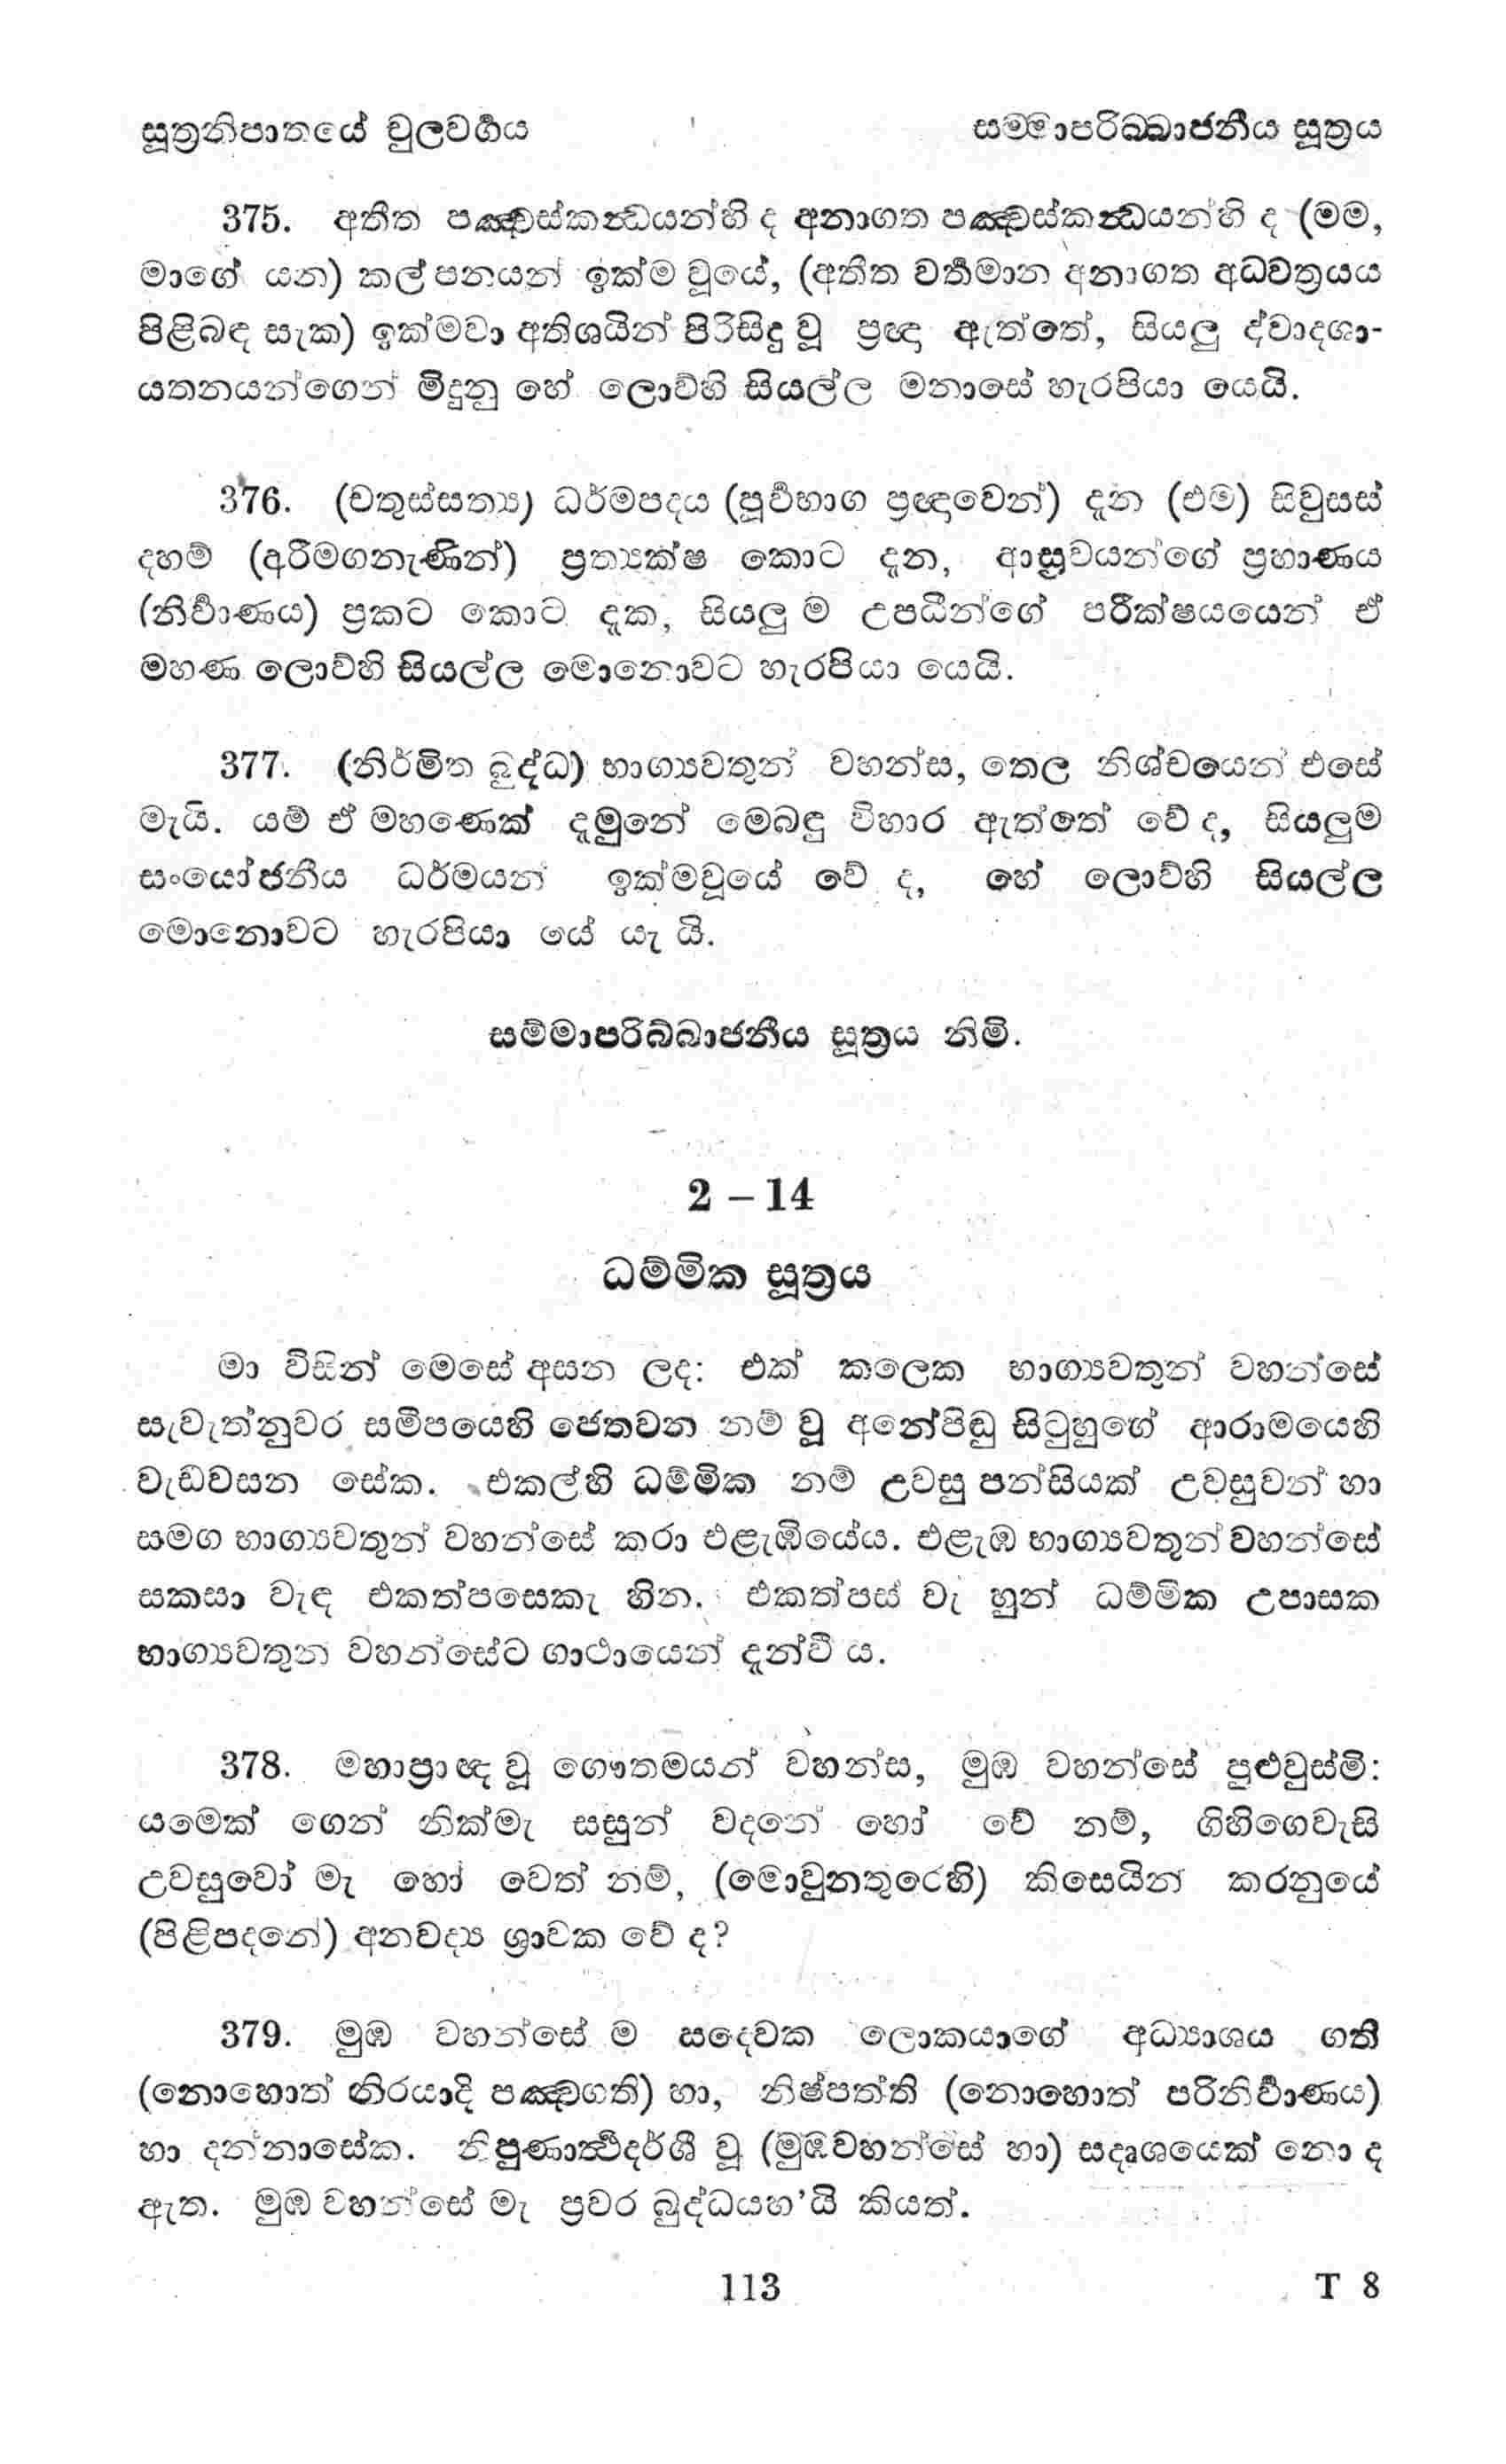 සූත්‍රනිපාතයේ චුලවර්‍ගය
සම්මාපරිබ්බාජනීය සූත්‍රය
375. අතීත පඤ්චස්කන්‍ධයන්හි ද අනාගත පඤ්චස්කන්‍ධයන්හි ද (මම,
මාගේ යන) කල්පනයන් ඉක්ම වූයේ, (අතීත වර්‍තමාන අනාගත අධ්‍වත්‍රයය
පිළිබඳ සැක) ඉක්මවා අතිශයින් පිරිසිදු වූ ප්‍රඥා ඇත්තේ, සියලු ද්වාදශා-
යතනයන්ගෙන් මිදුනු හේ ලොව්හි සියල්ල මනාසේ හැරපියා යෙයි.
376. (චතුස්සත්‍ය) ධර්මපදය (පූර්‍වභාග ප්‍රඥාවෙන්) දැන (එම) සිවුසස්
දහම් (අරීමගනැණින්) ප්‍රත්‍යක්ෂ කොට දැන, ආස්‍රවයන්ගේ ප්‍රහාණය
(නිර්‍වාණය) ප්‍රකට කොට දැක, සියලු ම උපධීන්ගේ පරීක්ෂයයෙන් ඒ
මහණ ලොව්හි සියල්ල මොනොවට හැරපියා යෙයි.
377. (නිර්මිත බුද්ධ) භාග්‍යවතුන් වහන්ස, තෙල නිශ්චයෙන් එසේ
මැයි. යම් ඒ මහණෙක් දැමුනේ මෙබඳු විහාර ඇත්තේ වේ ද, සියලුම
සංයෝජනීය ධර්මයන් ඉක්මවූයේ වේ ද, හේ ලොව්හි සියල්ල
මොනොවට හැරපියා යේ යැ යි.
සම්මාපරිබ්බාජනීය සූත්‍රය නිමි.
2 – 14
ධම්මික සූත්‍රය
මා විසින් මෙසේ අසන ලද: එක් කලෙක භාග්‍යවතුන් වහන්සේ
සැවැත්නුවර සමීපයෙහි ජෙතවන නම් වූ අනේපිඬු සිටුහුගේ ආරාමයෙහි
වැඩවසන සේක. එකල්හි ධම්මික නම් උවසු පන්සියක් උවසුවන් හා
සමග භාග්‍යවතුන් වහන්සේ කරා එළැඹියේය. එළැඹ භාග්‍යවතුන් වහන්සේ
සකසා වැඳ එකත්පසෙකැ හින. එකත්පස් වැ හුන් ධම්මික උපාසක
භාග්‍යවතුන වහන්සේට ගාථායෙන් දැන්වී ය.
378. මහාප්‍රාඥ වූ ගෞතමයන් වහන්ස, මුඹ වහන්සේ පුළුවුස්මි:
යමෙක් ගෙන් නික්මැ සසුන් වදනේ හෝ වේ නම්, ගිහිගෙවැසි
උවසුවෝ මැ හෝ වෙත් නම්, (මොවුනතුරෙහි) කිසෙයින් කරනුයේ
(පිළිපදනේ) අනවද්‍ය ශ්‍රාවක වේ ද?
379. මුඹ වහන්සේ ම සදෙවක ලොකයාගේ අධ්‍යාශය ගති
(නොහොත් නිරයාදි පඤ්චගති) හා, නිෂ්පත්ති (නොහොත් පරිනිර්‍වාණය)
හා දන්නාසේක. නිපුණාර්‍ත්‍ථදර්ශී වූ (මුඹවහන්සේ හා) සදෘශයෙක් නො ද
ඇත. මුඹ වහන්සේ මැ ප්‍රවර බුද්ධයහ’යි කියත්.
113
T 8